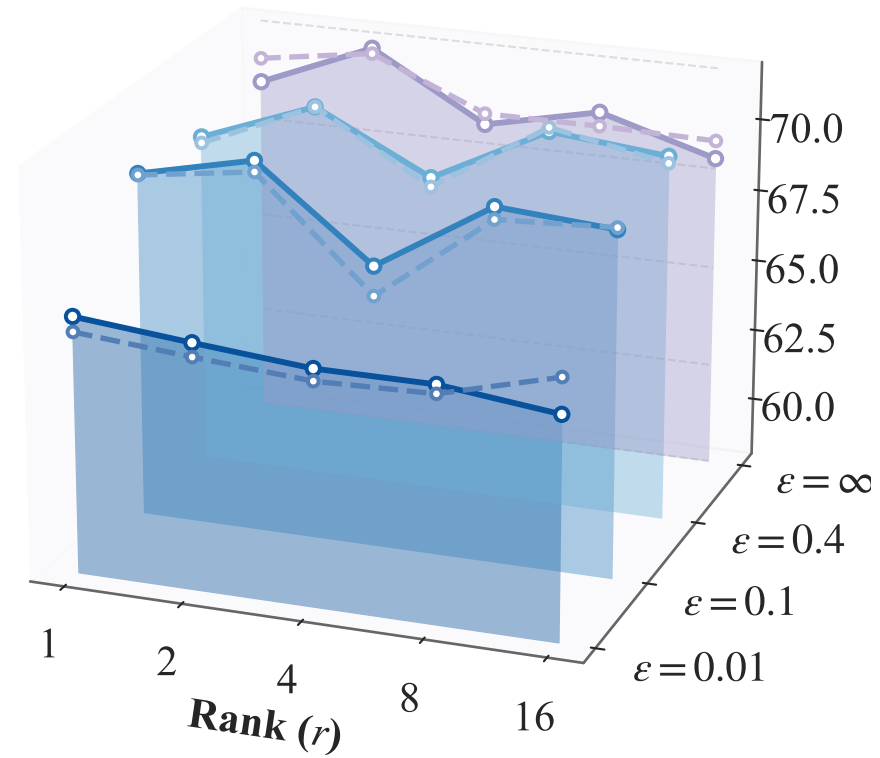 70.0
67.5
65.0
62.5
60.0
ε = ∞
ε = 0.4
ε = 0.1
ε = 0.01
1
2
4
8
16
Rank (r)